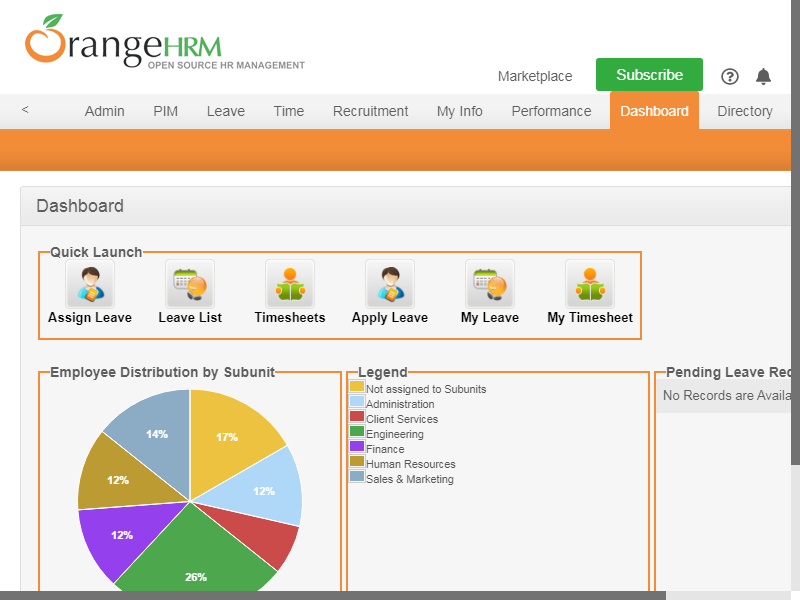 OrangeHRM
OPEN SOURCE HR MANAGEMENT
Marketplace
Subscribe
?
<
Admin
PIM
Leave
Time
Recruitment
My Info
Performance
Dashboard
Directory
Dashboard
Quick Launch
Assign Leave
Leave List
Timesheets
Apply Leave
My Leave
My Timesheet
Employee Distribution by Subunit
17%
12%
26%
12%
12%
14%
Legend
Not assigned to Subunits
Administration
Client Services
Engineering
Finance
Human Resources
Sales & Marketing
Pending Leave Req
No Records are Availa